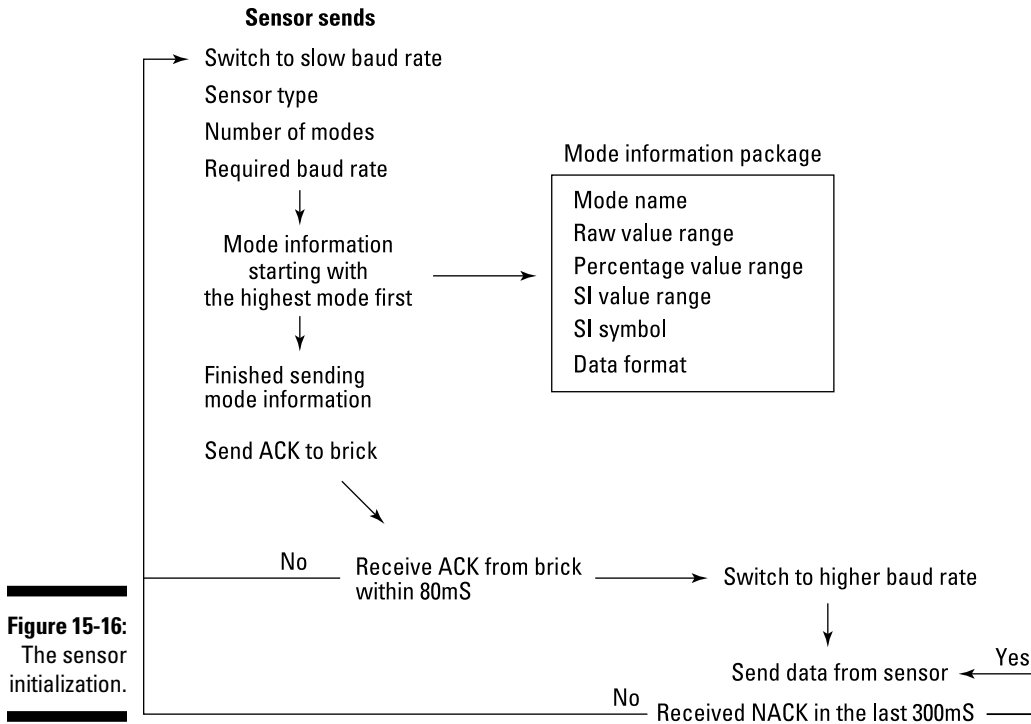 Sensor sends
Switch to slow baud rate
Sensor type
Number of modes
Required baud rate
Mode information
starting with
the highest mode first
Mode information package
Mode name
Raw value range
Percentage value range
SI value range
SI symbol
Data format
Finished sending
mode information
Send ACK to brick
No
Receive ACK from brick
within 80mS
Switch to higher baud rate
Send data from sensor
Yes
No
Received NACK in the last 300mS
Figure 15-16:
The sensor
initialization.